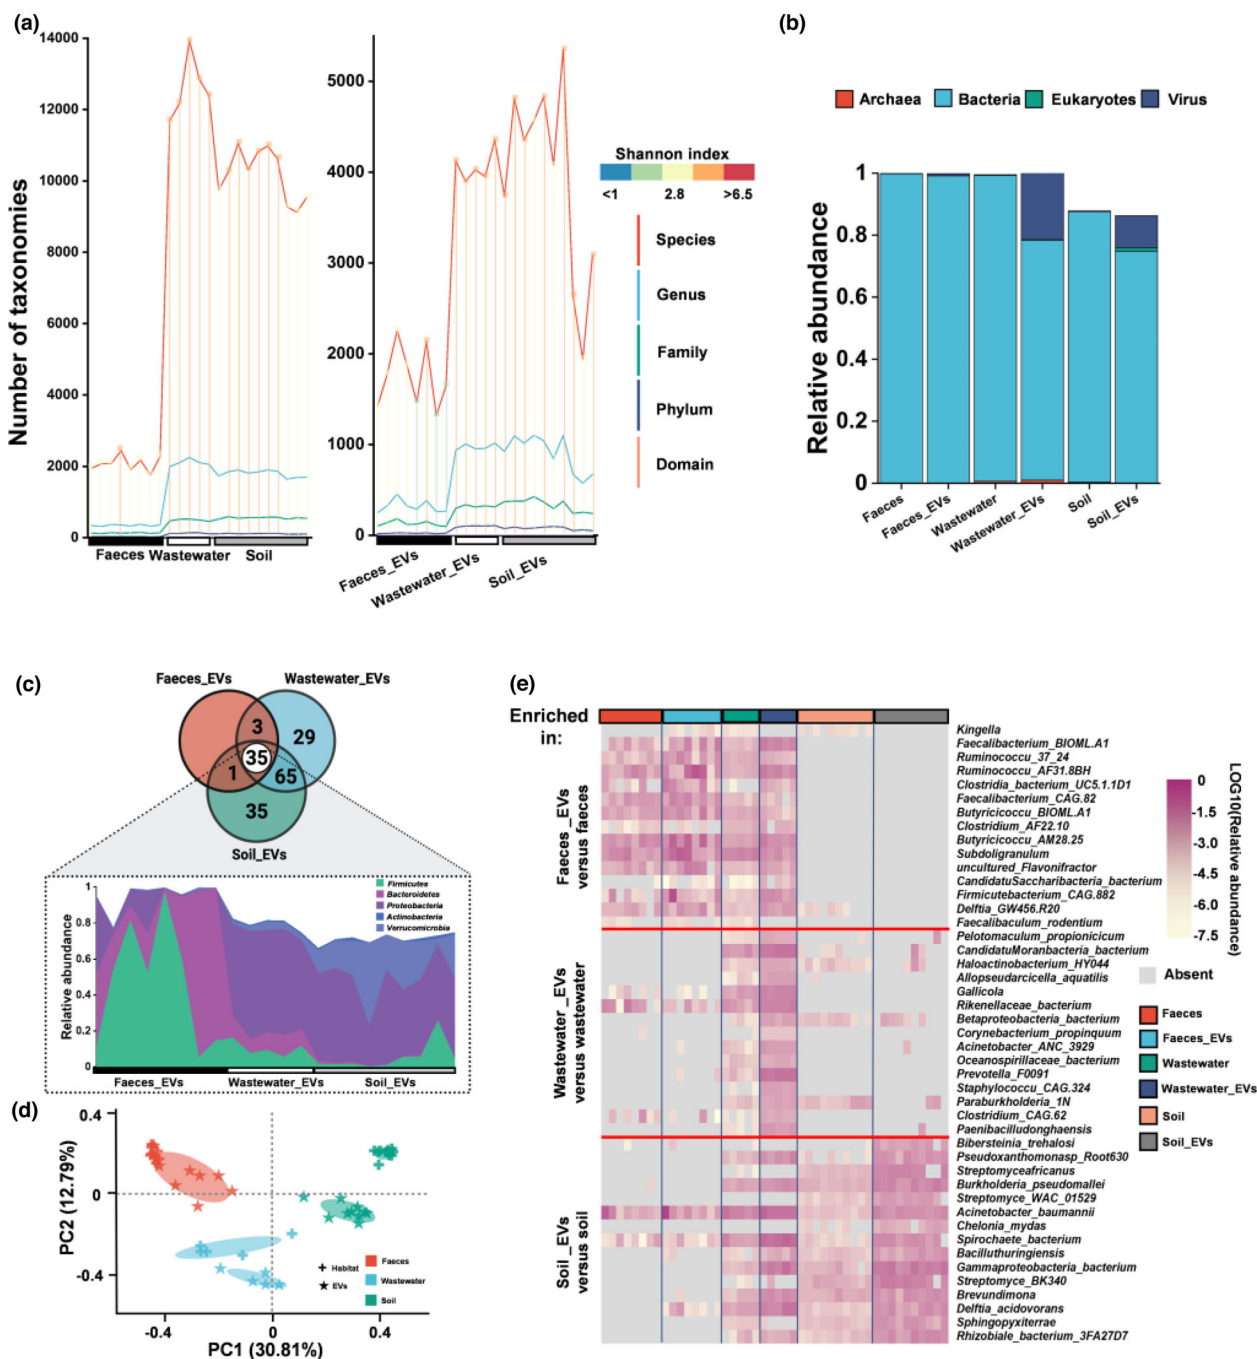 (a)
14000
12000
10000
8000
6000
4000
2000
0
Number of taxonomies
Faeces Wastewater Soil
5000
4000
3000
2000
1000
0
Faeces_EVs
Wastewater_EVs
Soil_EVs
Shannon index
<1 2.8 >6.5
Species
Genus
Family
Phylum
Domain
(b)
Archaea Bacteria Eukaryotes Virus
Relative abundance
1
0.8
0.6
0.4
0.2
0
Faeces
Faeces_EVs
Wastewater
Wastewater_EVs
Soil
Soil_EVs
(c)
Faeces_EVs Wastewater_EVs
3
29
35
1
65
35
Soil_EVs
Relative abundance
1
0.8
0.6
0.4
0.2
0
Firmicutes
Bacteroidetes
Proteobacteria
Actinobacteria
Verrucomicrobia
Faeces_EVs Wastewater_EVs Soil_EVs
(d)
PC2 (12.79%)
0.4
0
-0.4
-0.4 0 0.4
PC1 (30.81%)
Habitat
EVs
Faeces
Wastewater
Soil
(e)
Enriched
in:
Faeces _EVs
versus faeces
Wastewater _EVs
versus wastewater
Soil _EVs
versus soil
Kingella
Faecalibacterium_BIOML.A1
Ruminococcu_37_24
Ruminococcu_AF31.8BH
Clostridia_bacterium_UC5.1.1D1
Faecalibacterium_CAG.82
Butyricicoccu_BIOML.A1
Clostridium_AF22.10
Butyricicoccu_AM28.25
Subdoligranulum
uncultured_Flavonifractor
CandidatuSaccharibacteria_bacterium
Firmicutebacterium_CAG.882
Delftia_GW456.R20
Faecalibaculum_rodentium
Pelotomaculum_propionicicum
CandidatuMoranbacteria_bacterium
Haloactinobacterium_HY044
Allopseudarcicella_aquatilis
Gallicola
Rikenellaceae_bacterium
Betaproteobacteria_bacterium
Corynebacterium_propinquum
Acinetobacter_ANC_3929
Oceanospirillaceae_bacterium
Prevotella_F0091
Staphylococcu_CAG.324
Paraburkholderia_1N
Clostridium_CAG.62
Paenibacilludonghaensis
Bibersteinia_trehalosi
Pseudoxanthomonasp_Root630
Streptomyceafricanus
Burkholderia_pseudomallei
Streptomyce_WAC_01529
Acinetobacter_baumannii
Chelonia_mydas
Spirochaete_bacterium
Bacilluthuringiensis
Gammaproteobacteria_bacterium
Streptomyce_BK340
Brevundimona
Delftia_acidovorans
Sphingopyxiterrae
Rhizobiale_bacterium_3FA27D7
0
-1.5
-3.0
-4.5
-6.0
-7.5
LOG10(Relative abundance)
Absent
Faeces
Faeces_EVs
Wastewater
Wastewater_EVs
Soil
Soil_EVs